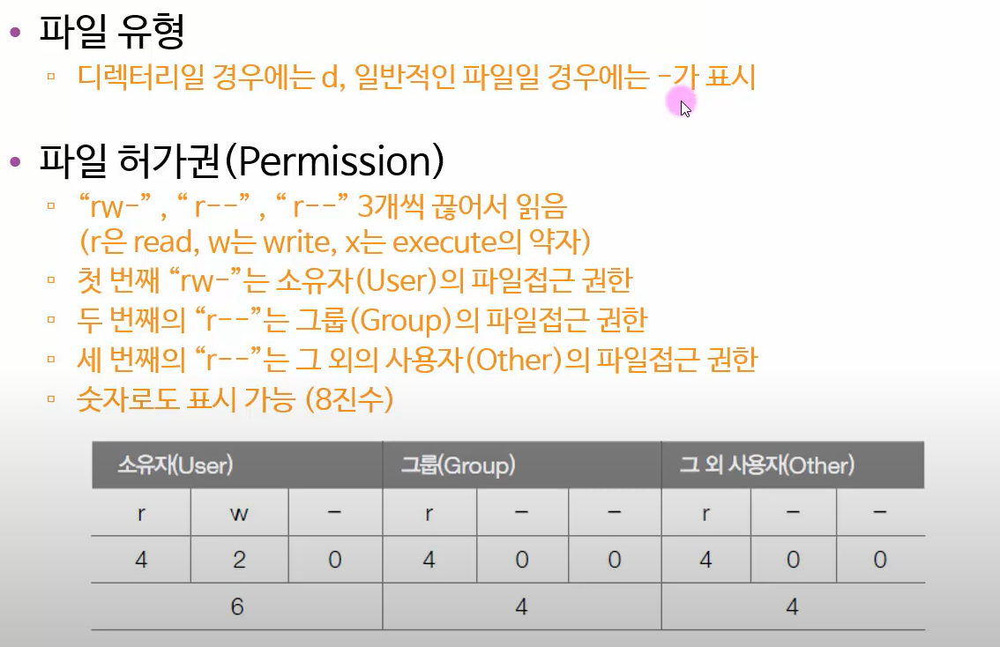 • 파일 유형
▫ 디렉터리일 경우에는 d, 일반적인 파일일 경우에는 -가 표시
• 파일 허가권(Permission)
▫ “rw-” , “ r--” , “ r--” 3개씩 끊어서 읽음
(r은 read, w는 write, x는 execute의 약자)
▫ 첫 번째 “rw-”는 소유자(User)의 파일접근 권한
▫ 두 번째의 “r--”는 그룹(Group)의 파일접근 권한
▫ 세 번째의 “r--”는 그 외의 사용자(Other)의 파일접근 권한
▫ 숫자로도 표시 가능 (8진수)
소유자(User) 그룹(Group) 그 외 사용자(Other)
r w - r - - r - -
4 2 0 4 0 0 4 0 0
6 4 4